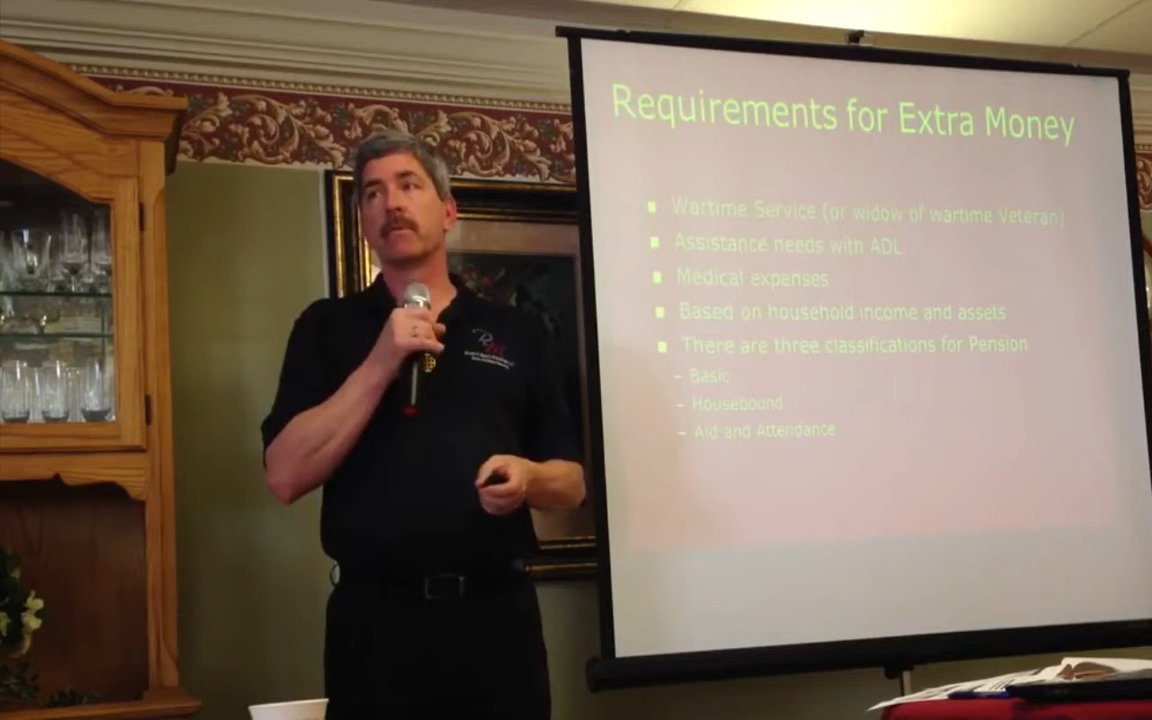 Requirements for Extra Money
Wartime Service (or widow of wartime Veteran)
Assistance needs with ADL
Medical expenses
Based on household income and assets
There are three classifications for Pension
– Basic
– Housebound
– Aid and Attendance